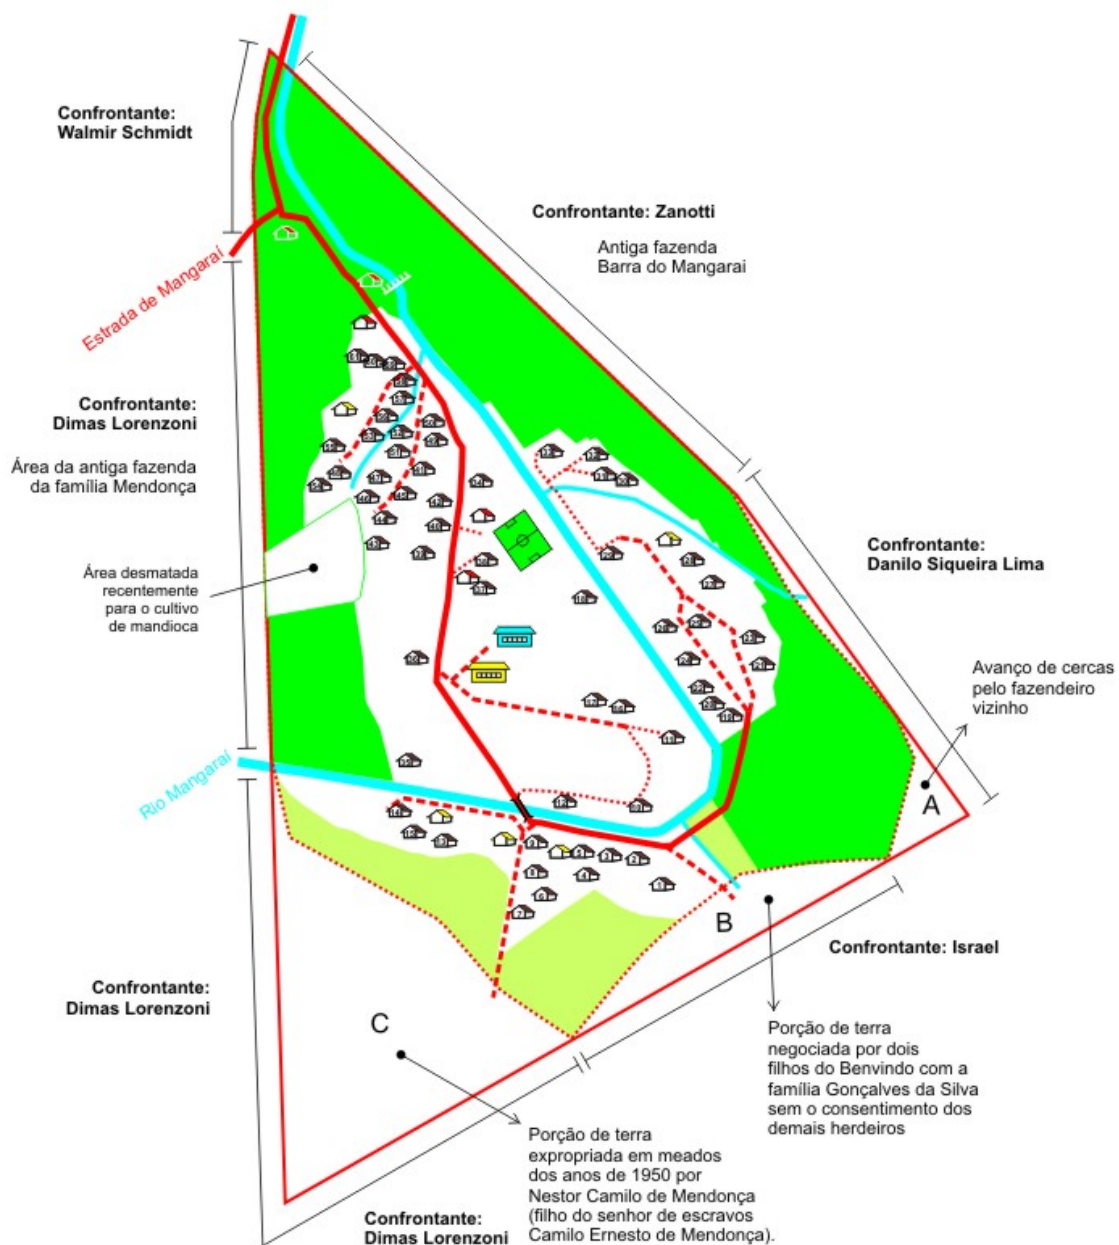 Confrontante:
Walmir Schmidt
Confrontante: Zanotti
Antiga fazenda
Barra do Mangarai
Estrada de Mangaraí
Confrontante:
Dimas Lorenzoni
Área da antiga fazenda
da família Mendonça
Confrontante:
Danilo Siqueira Lima
Área desmatada
recentemente
para o cultivo
de mandioca
Avanço de cercas
pelo fazendeiro
vizinho
A
Rio Mangaraí
B
Confrontante: Israel
Confrontante:
Dimas Lorenzoni
C
Porção de terra
negociada por dois
filhos do Benvindo com a
família Gonçalves da Silva
sem o consentimento dos
demais herdeiros
Porção de terra
expropriada em meados
dos anos de 1950 por
Nestor Camilo de Mendonça
(filho do senhor de escravos
Camilo Ernesto de Mendonça).
Confrontante:
Dimas Lorenzoni